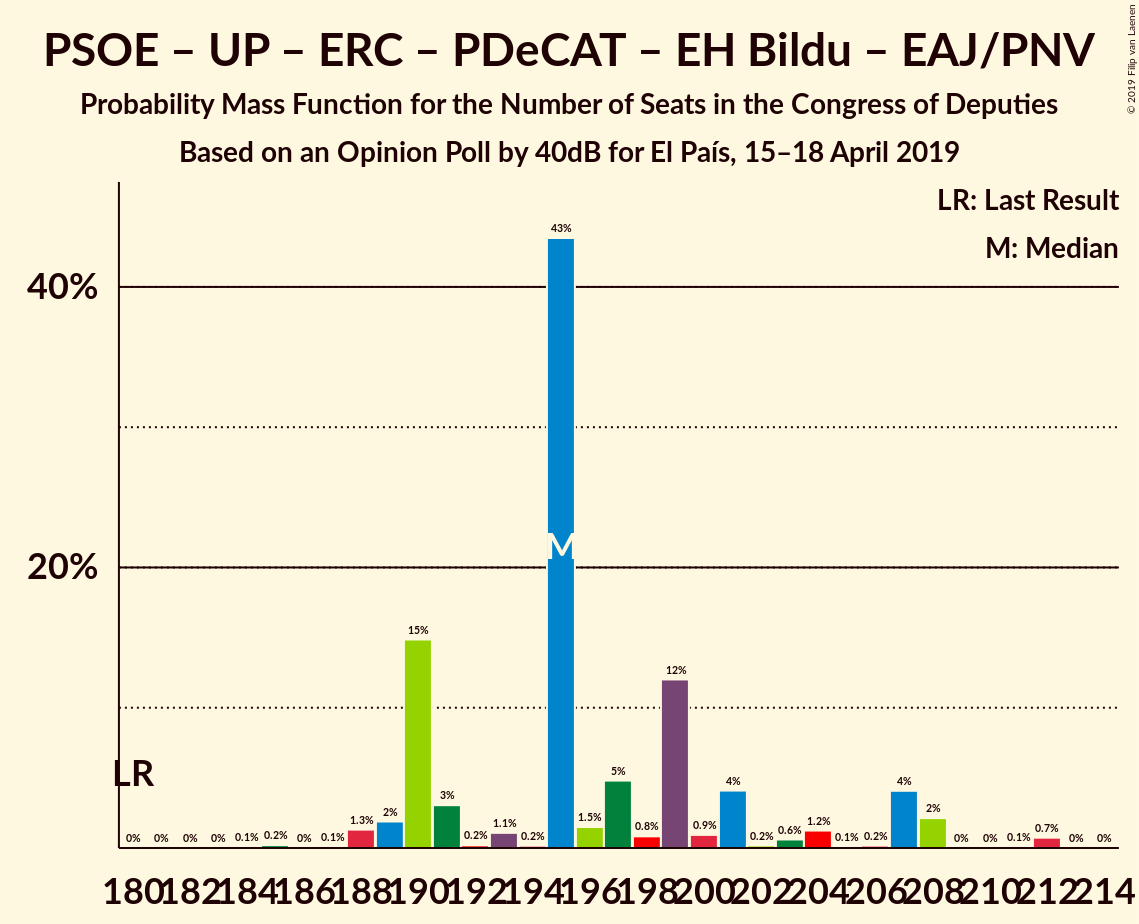 PSOE – UP – ERC – PDeCAT – EH Bildu – EAJ/PNV
Probability Mass Function for the Number of Seats in the Congress of Deputies
Based on an Opinion Poll by 40dB for El País, 15–18 April 2019
© 2019 Filip van Laenen
LR: Last Result
M: Median
43%
40%
M
20%
15%
12%
LR
0% 0% 0% 0% 0.1% 0.2% 0% 0.1% 1.3% 2% 3% 0.2% 1.1% 0.2% 1.5% 5% 0.8% 0.9% 4% 0.2% 0.6% 1.2% 0.1% 0.2% 4% 2% 0% 0% 0.1% 0.7% 0% 0%
180 182 184 186 188 190 192 194 196 198 200 202 204 206 208 210 212 214